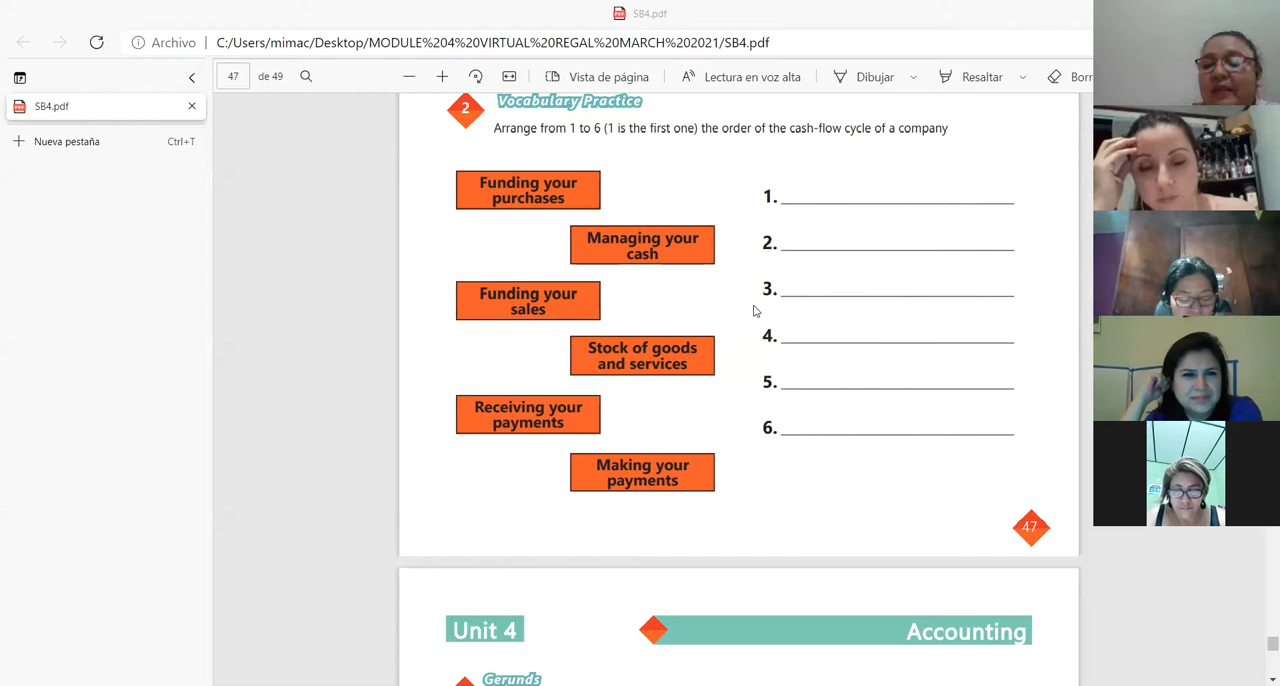 SB4.pdf
Archivo
C:/Users/mimac/Desktop/MODULE%204%20VIRTUAL%20REGAL%20MARCH%202021/SB4.pdf
47
de 49
Vista de página
Lectura en voz alta
Dibujar
Resaltar
Borr
SB4.pdf
Nueva pestaña
Ctrl+T
2
Vocabulary Practice
Arrange from 1 to 6 (1 is the first one) the order of the cash-flow cycle of a company
Funding your
purchases
Managing your
cash
Funding your
sales
Stock of goods
and services
Receiving your
payments
Making your
payments
1.
2.
3.
4.
5.
6.
47
Unit 4
Accounting
Gerunds